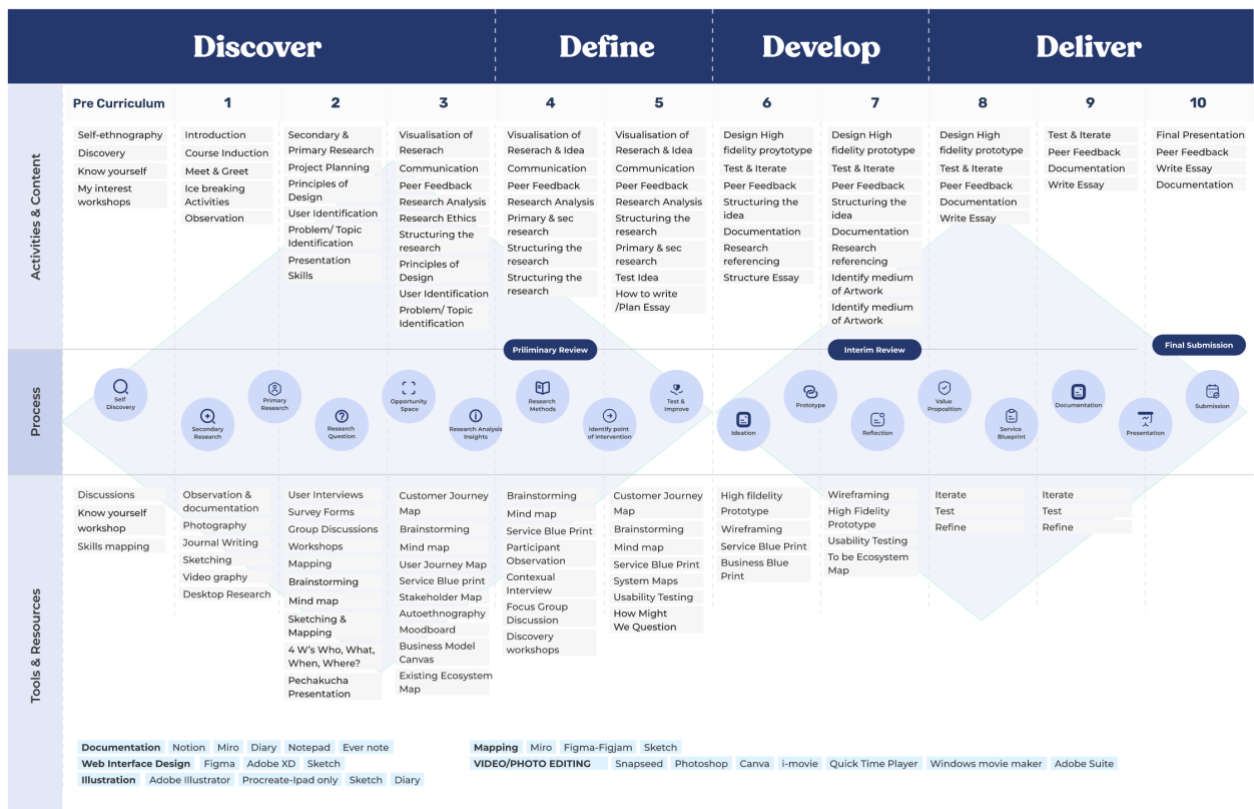 Discover
Define
Develop
Deliver
Pre Curriculum
1
2
3
4
5
6
7
8
9
10
Activities & Content
Self-ethnography
Discovery
Know yourself
My interest
workshops
Introduction
Course Induction
Meet & Greet
Ice breaking
Activities
Observation
Secondary &
Primary Research
Project Planning
Principles of
Design
User Identification
Problem/ Topic
Identification
Presentation
Skills
Visualisation of
Reserach
Communication
Peer Feedback
Research Analysis
Research Ethics
Structuring the
research
Principles of
Design
User Identification
Problem/ Topic
Identification
Visualisation of
Reserach & Idea
Communication
Peer Feedback
Research Analysis
Primary & sec
research
Structuring the
research
Structuring the
research
Visualisation of
Reserach & Idea
Communication
Peer Feedback
Research Analysis
Structuring the
research
Primary & sec
research
Test Idea
How to write
/Plan Essay
Design High
fidelity proytotype
Test & Iterate
Peer Feedback
Structuring the
idea
Documentation
Research
referencing
Structure Essay
Design High
fidelity prototype
Test & Iterate
Peer Feedback
Structuring the
idea
Documentation
Research
referencing
Identify medium
of Artwork
Identify medium
of Artwork
Design High
fidelity prototype
Test & Iterate
Peer Feedback
Documentation
Write Essay
Test & Iterate
Peer Feedback
Documentation
Write Essay
Final Presentation
Peer Feedback
Write Essay
Documentation
Priliminary Review
Interim Review
Final Submission
Process
Self
Discovery
Secondary
Research
Primary
Research
Research
Question
Opportunity
Space
Research Analysis
Insights
Research
Methods
Identify point
of intervention
Test &
Improve
Ideation
Prototype
Reflection
Value
Proposition
Service
Blueprint
Documentation
Presentation
Submission
Tools & Resources
Discussions
Know yourself
workshop
Skills mapping
Observation &
documentation
Photography
Journal Writing
Sketching
Video graphy
Desktop Research
User Interviews
Survey Forms
Group Discussions
Workshops
Mapping
Brainstorming
Mind map
Sketching &
Mapping
4 W's Who, What,
When, Where?
Pechakucha
Presentation
Customer Journey
Map
Brainstorming
Mind map
User Journey Map
Service Blue print
Stakeholder Map
Autoethnography
Moodboard
Business Model
Canvas
Existing Ecosystem
Map
Brainstorming
Mind map
Service Blue Print
Participant
Observation
Contexual
Interview
Focus Group
Discussion
Discovery
workshops
Customer Journey
Map
Brainstorming
Mind map
Service Blue Print
System Maps
Usability Testing
How Might
We Question
High fildelity
Prototype
Wireframing
Service Blue Print
Business Blue
Print
Wireframing
High Fidelity
Prototype
Usability Testing
To be Ecosystem
Map
Iterate
Test
Refine
Iterate
Test
Refine
Documentation Notion Miro Diary Notepad Ever note
Web Interface Design Figma Adobe XD Sketch
Illustration Adobe Illustrator Procreate-Ipad only Sketch Diary
Mapping Miro Figma-Figjam Sketch
VIDEO/PHOTO EDITING Snapseed Photoshop Canva i-movie Quick Time Player Windows movie maker Adobe Suite